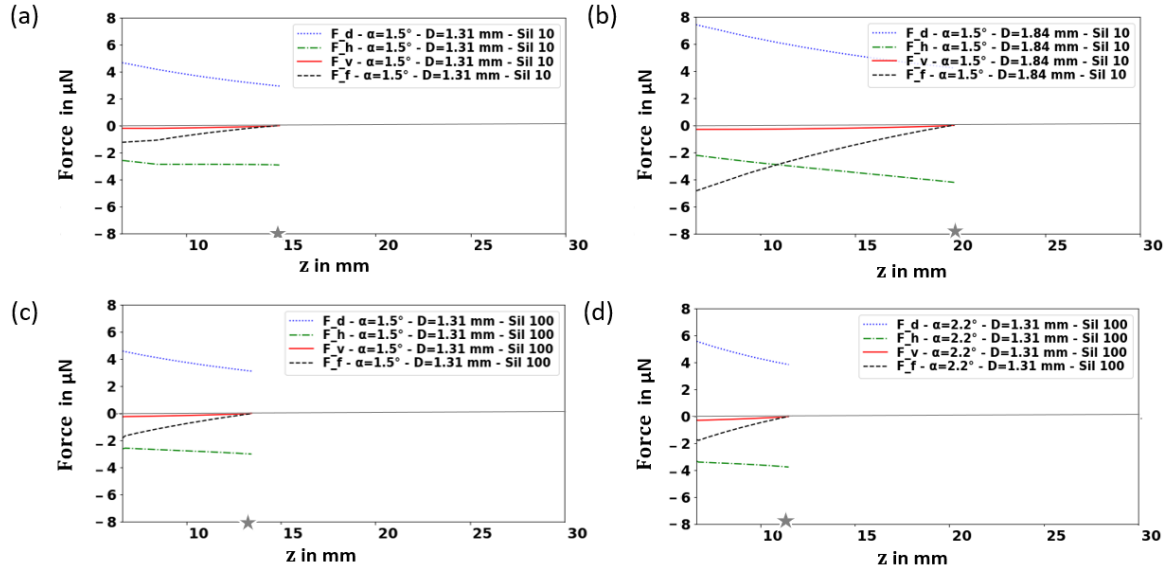 (a)
8
6
4
2
0
− 2
− 4
− 6
− 8
Force in µN
F_d - α=1.5° - D=1.31 mm - Sil 10
F_h - α=1.5° - D=1.31 mm - Sil 10
F_v - α=1.5° - D=1.31 mm - Sil 10
F_f - α=1.5° - D=1.31 mm - Sil 10
10 15 20 25 30
z in mm
(b)
8
6
4
2
0
− 2
− 4
− 6
− 8
Force in µN
F_d - α=1.5° - D=1.84 mm - Sil 10
F_h - α=1.5° - D=1.84 mm - Sil 10
F_v - α=1.5° - D=1.84 mm - Sil 10
F_f - α=1.5° - D=1.84 mm - Sil 10
10 15 20 25 30
z in mm
(c)
8
6
4
2
0
− 2
− 4
− 6
− 8
Force in µN
F_d - α=1.5° - D=1.31 mm - Sil 100
F_h - α=1.5° - D=1.31 mm - Sil 100
F_v - α=1.5° - D=1.31 mm - Sil 100
F_f - α=1.5° - D=1.31 mm - Sil 100
10 15 20 25 30
z in mm
(d)
8
6
4
2
0
− 2
− 4
− 6
− 8
Force in µN
F_d - α=2.2° - D=1.31 mm - Sil 100
F_h - α=2.2° - D=1.31 mm - Sil 100
F_v - α=2.2° - D=1.31 mm - Sil 100
F_f - α=2.2° - D=1.31 mm - Sil 100
10 15 20 25 30
z in mm